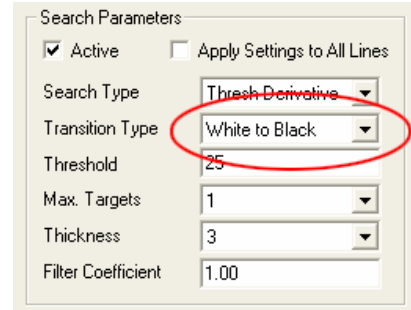 Search Parameters
Active Apply Settings to All Lines
Search Type Thresh Derivative
Transition Type White to Black
Threshold 25
Max. Targets 1
Thickness 3
Filter Coefficient 1.00